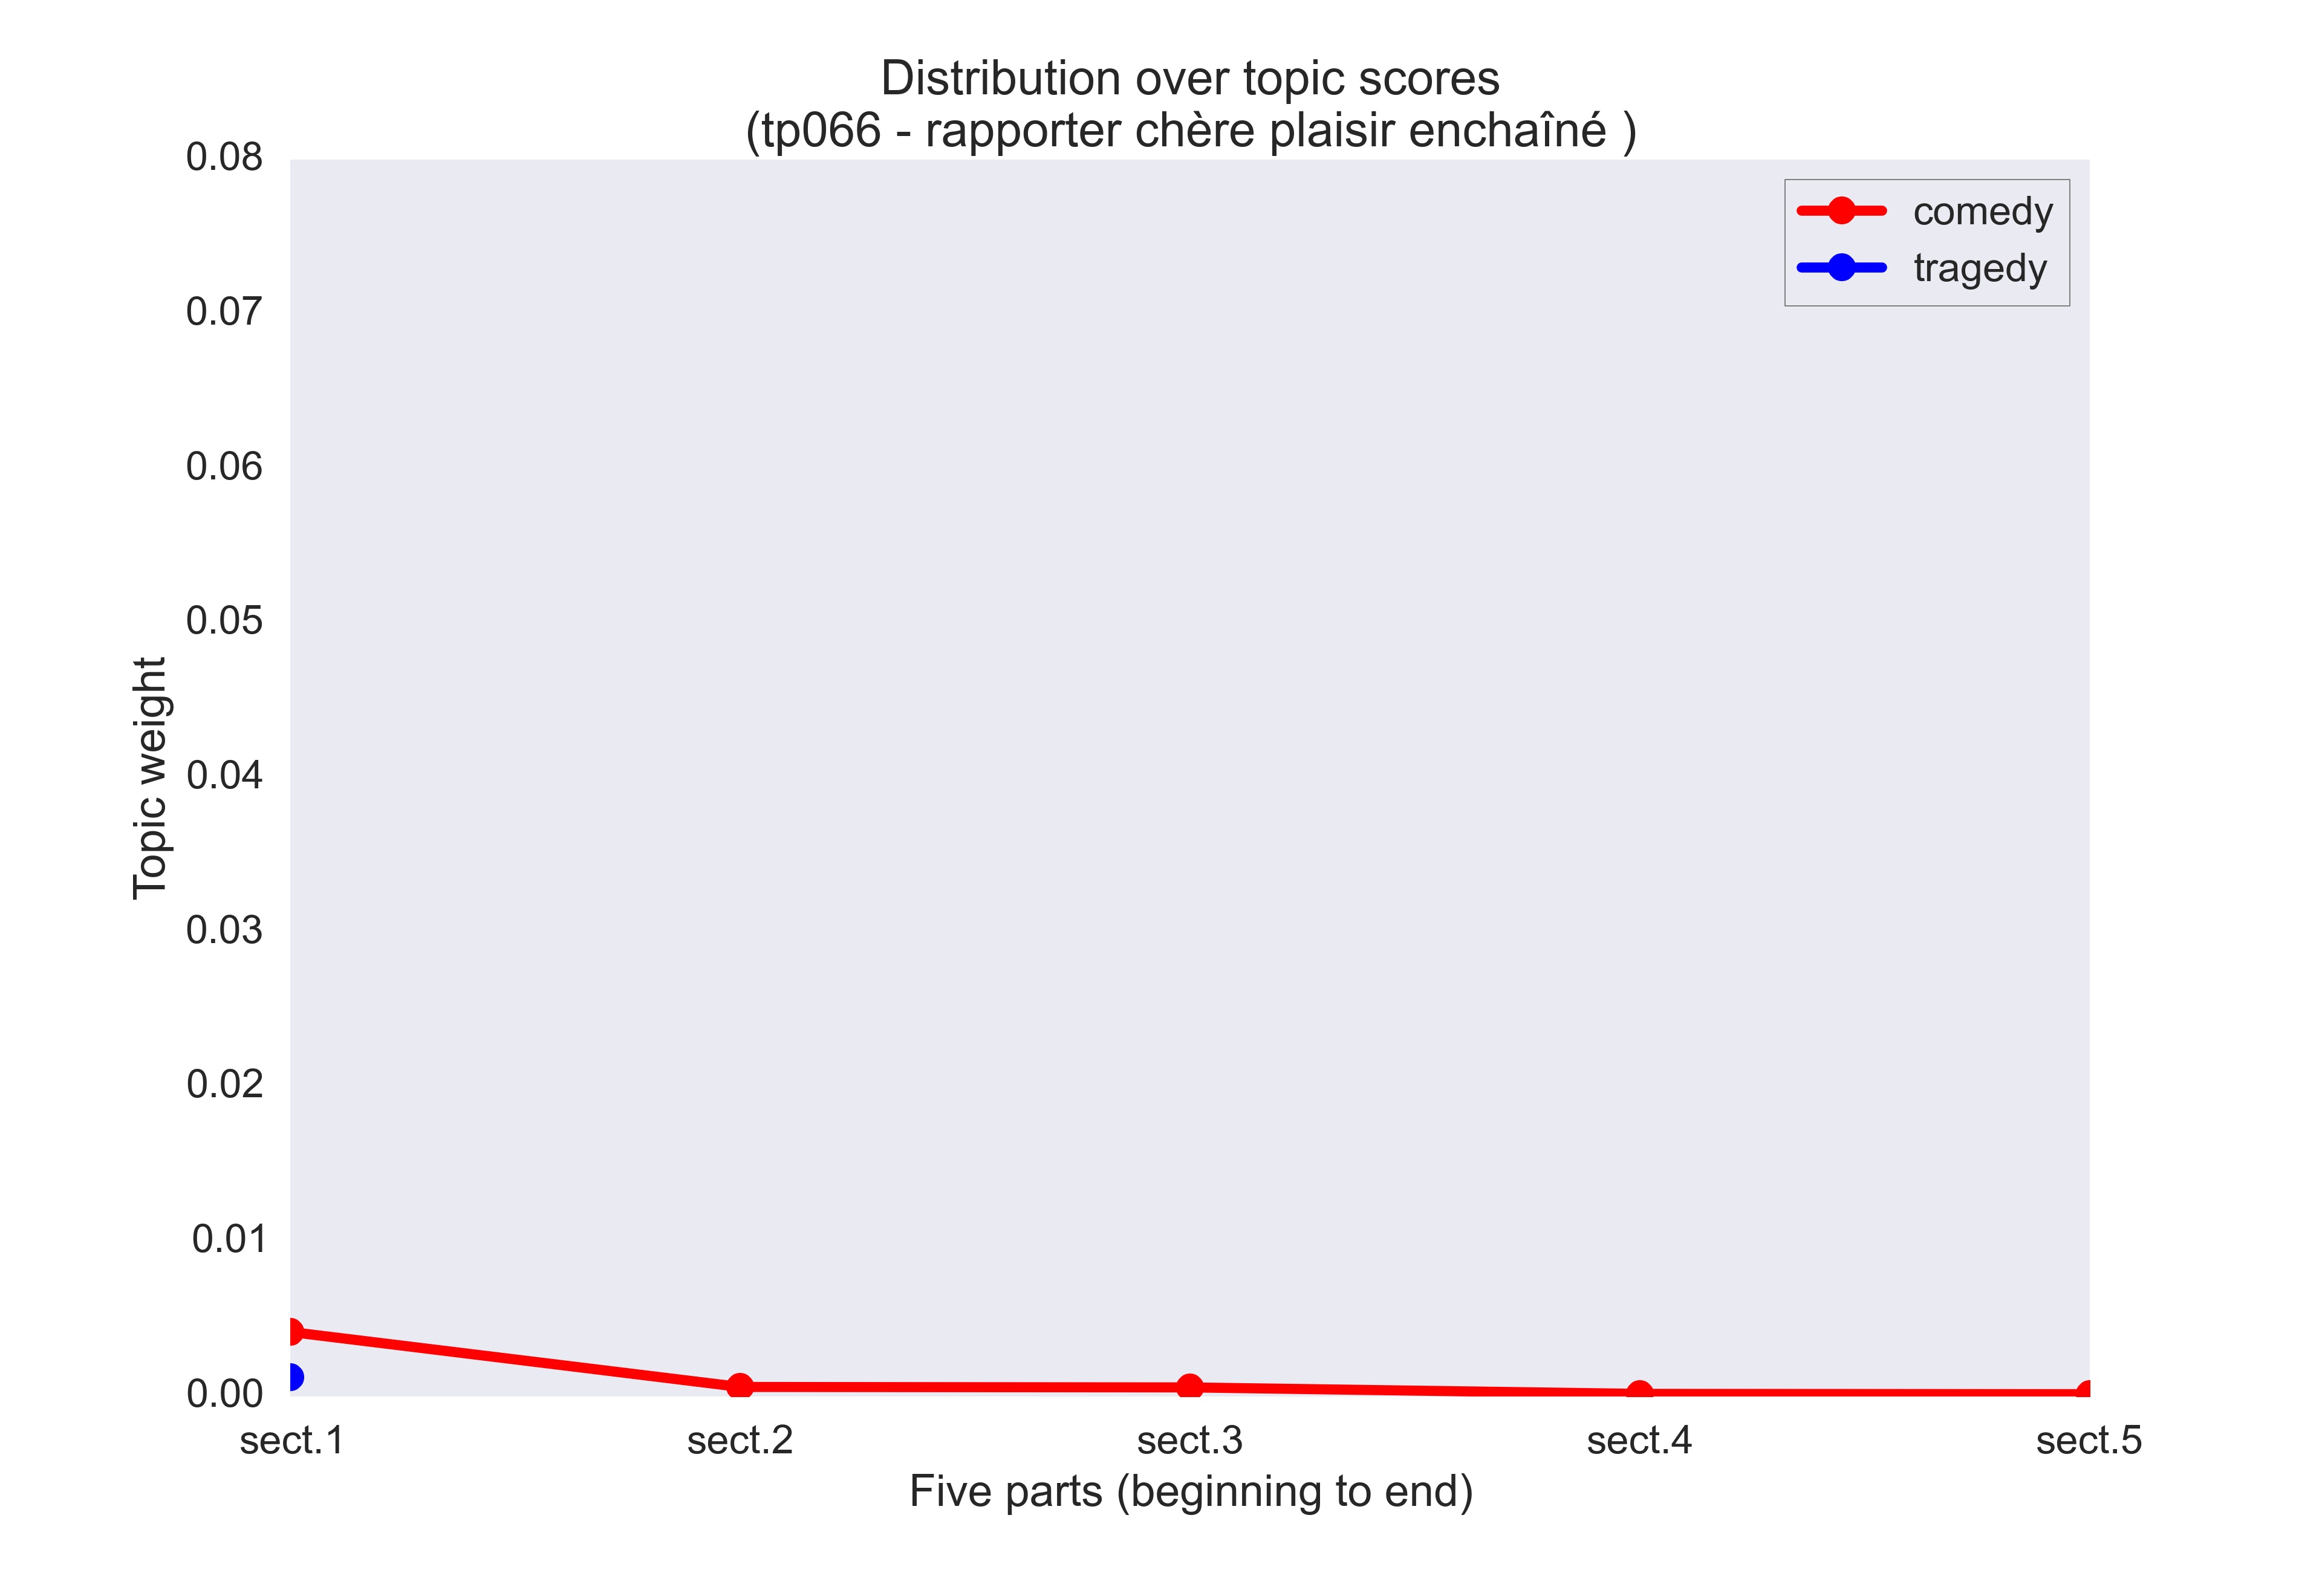 Distribution over topic scores
(tp066 - rapporter chère plaisir enchaîné )
comedy
tragedy
Topic weight
0.08
0.07
0.06
0.05
0.04
0.03
0.02
0.01
0.00
sect.1
sect.2
sect.3
sect.4
sect.5
Five parts (beginning to end)